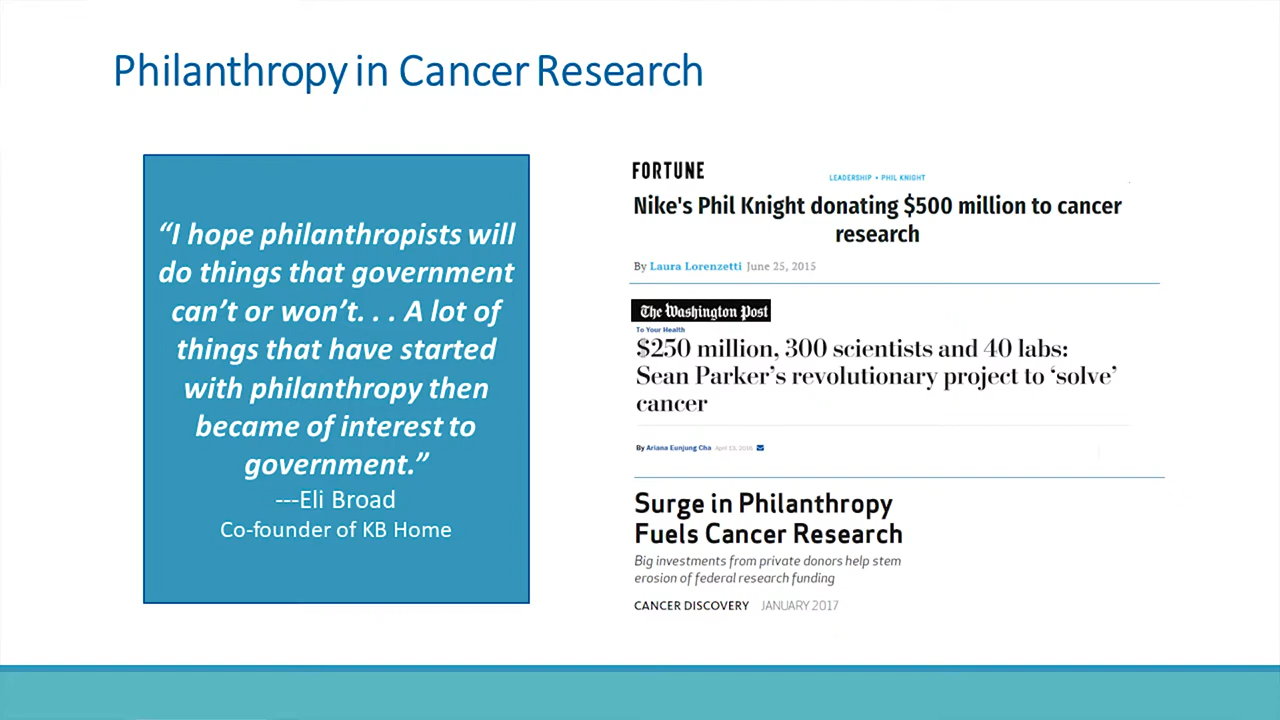 Philanthropy in Cancer Research
“I hope philanthropists will
do things that government
can’t or won’t. . . A lot of
things that have started
with philanthropy then
became of interest to
government.”
---Eli Broad
Co-founder of KB Home
FORTUNE
LEADERSHIP • PHIL KNIGHT
Nike's Phil Knight donating $500 million to cancer
research
By Laura Lorenzetti June 25, 2015
The Washington Post
To Your Health
$250 million, 300 scientists and 40 labs:
Sean Parker’s revolutionary project to ‘solve’
cancer
By Ariana Eunjung Cha April 13, 2016
Surge in Philanthropy
Fuels Cancer Research
Big investments from private donors help stem
erosion of federal research funding
CANCER DISCOVERY JANUARY 2017